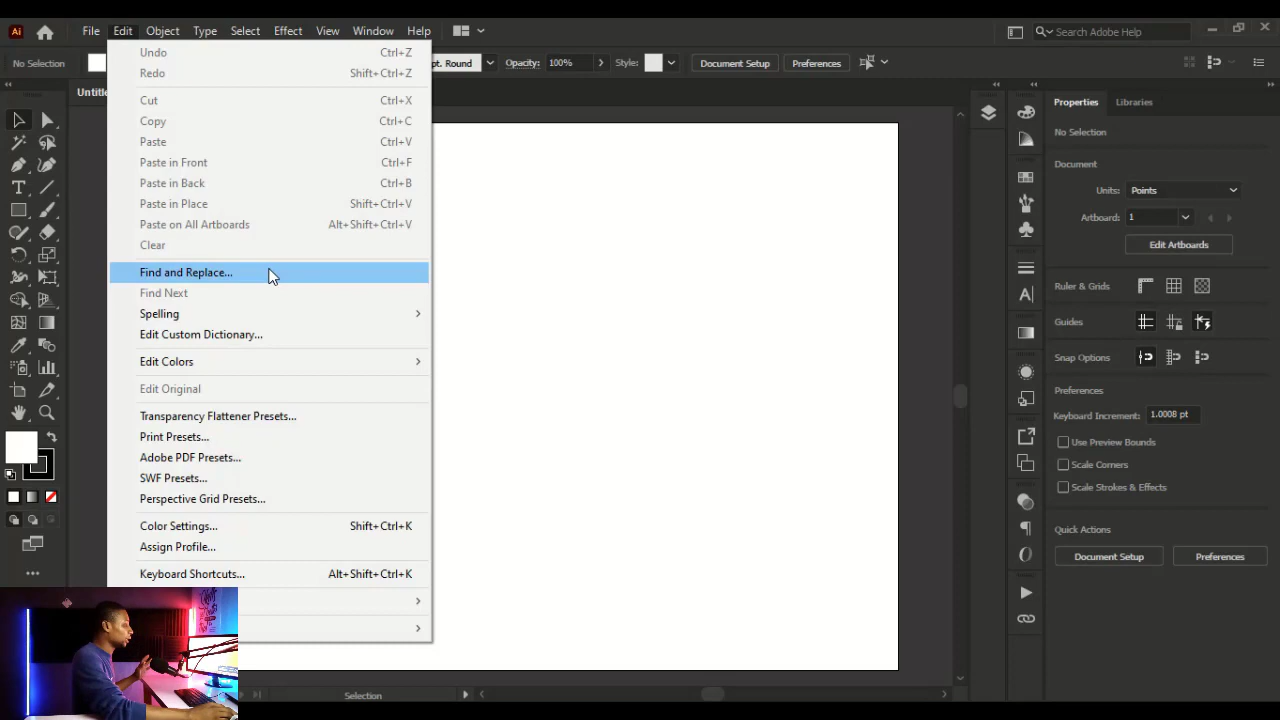 Ai File Edit Object Type Select Effect View Window Help Search Adobe Help
No Selection pt. Round Opacity: 100% Style: Document Setup Preferences
Untitle
Undo Ctrl+Z
Redo Shift+Ctrl+Z
Cut Ctrl+X
Copy Ctrl+C
Paste Ctrl+V
Paste in Front Ctrl+F
Paste in Back Ctrl+B
Paste in Place Shift+Ctrl+V
Paste on All Artboards Alt+Shift+Ctrl+V
Clear
Find and Replace...
Find Next
Spelling
Edit Custom Dictionary...
Edit Colors
Edit Original
Transparency Flattener Presets...
Print Presets...
Adobe PDF Presets...
SWF Presets...
Perspective Grid Presets...
Color Settings... Shift+Ctrl+K
Assign Profile...
Keyboard Shortcuts... Alt+Shift+Ctrl+K
Selection
Properties Libraries
No Selection
Document
Units: Points
Artboard: 1
Edit Artboards
Ruler & Grids
Guides
Snap Options
Preferences
Keyboard Increment: 1.0008 pt
Use Preview Bounds
Scale Corners
Scale Strokes & Effects
Quick Actions
Document Setup Preferences